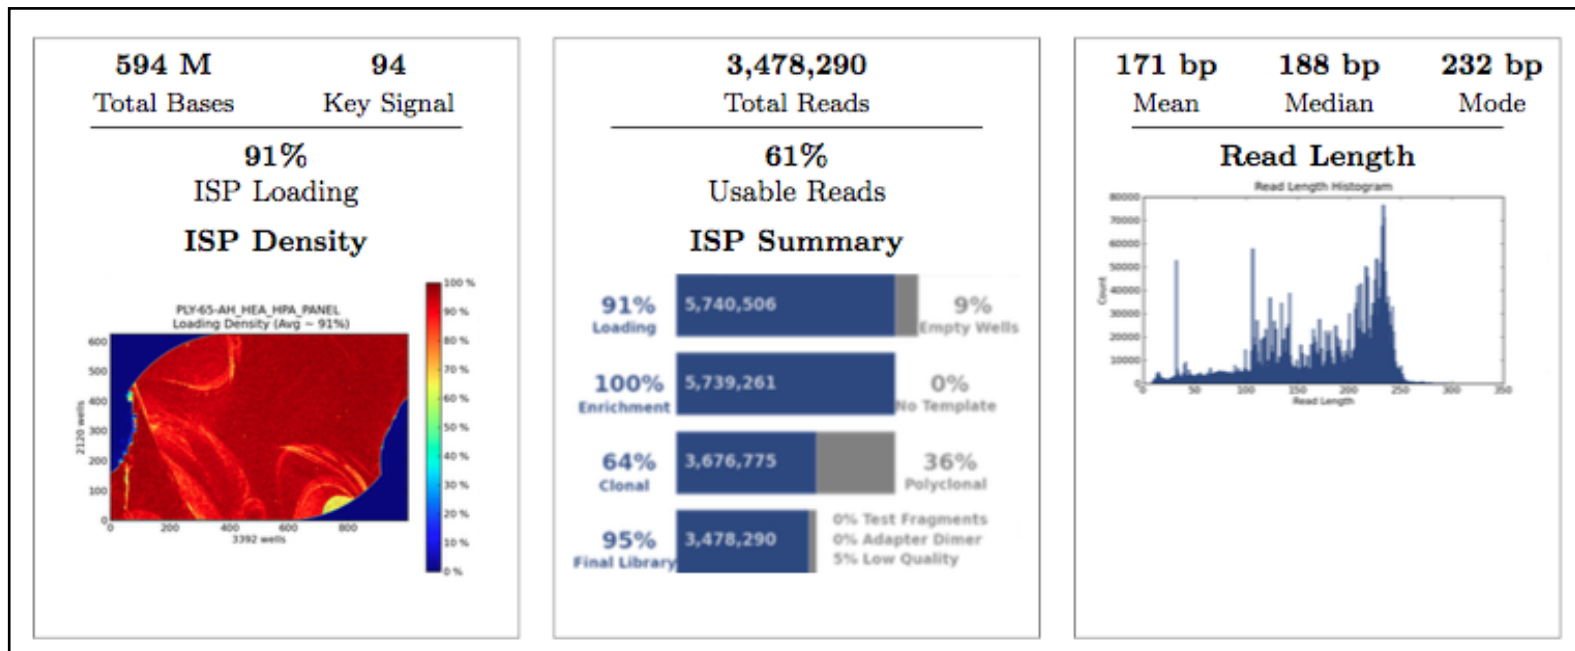 594 M 94
Total Bases Key Signal
91%
ISP Loading
ISP Density
PLY-65-AH_HEA_HPA_PANEL
Loading Density (Avg ~ 91%)
100 %
90 %
80 %
70 %
60 %
50 %
40 %
30 %
20 %
10 %
0 %
600
500
400
300
200
100
0
2120 wells
0 200 400 600 800
3392 wells
3,478,290
Total Reads
61%
Usable Reads
ISP Summary
91% 5,740,506 9%
Loading Empty Wells
100% 5,739,261 0%
Enrichment No Template
64% 3,676,775 36%
Clonal Polyclonal
95% 3,478,290
Final Library
0% Test Fragments
0% Adapter Dimer
5% Low Quality
171 bp 188 bp 232 bp
Mean Median Mode
Read Length
Read Length Histogram
80000
70000
60000
50000
40000
30000
20000
10000
0
Count
0 50 100 150 200 250 300 350
Read Length